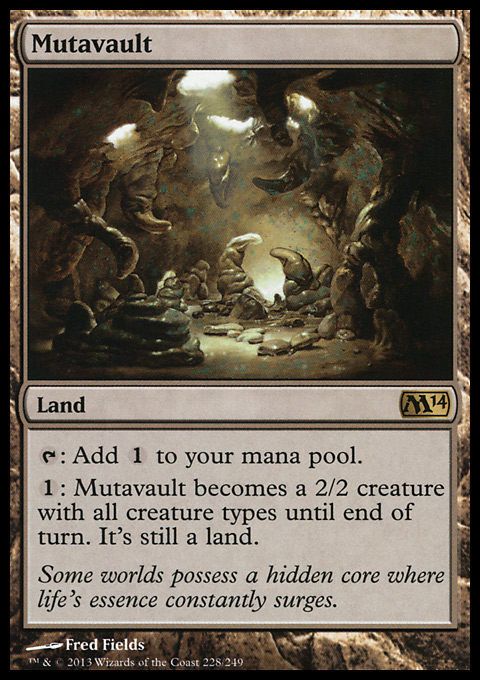 Mutavault
Land
M14
: Add 1 to your mana pool.
1 : Mutavault becomes a 2/2 creature
with all creature types until end of
turn. It's still a land.
Some worlds possess a hidden core where
life's essence constantly surges.
Fred Fields
™ & © 2013 Wizards of the Coast 228/249